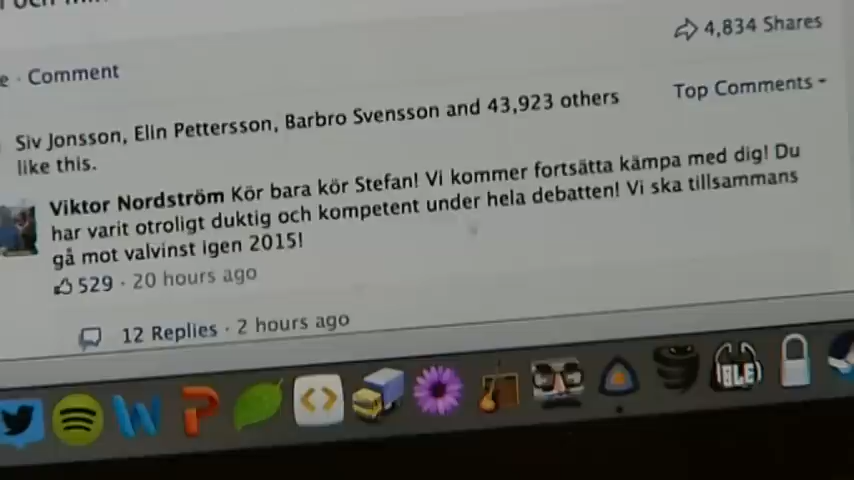 4,834 Shares
Comment
Top Comments
Siv Jonsson, Elin Pettersson, Barbro Svensson and 43,923 others
like this.
Viktor Nordström Kör bara kör Stefan! Vi kommer fortsätta kämpa med dig! Du
har varit otroligt duktig och kompetent under hela debatten! Vi ska tillsammans
gå mot valvinst igen 2015!
529 · 20 hours ago
12 Replies · 2 hours ago
W P <> BLE